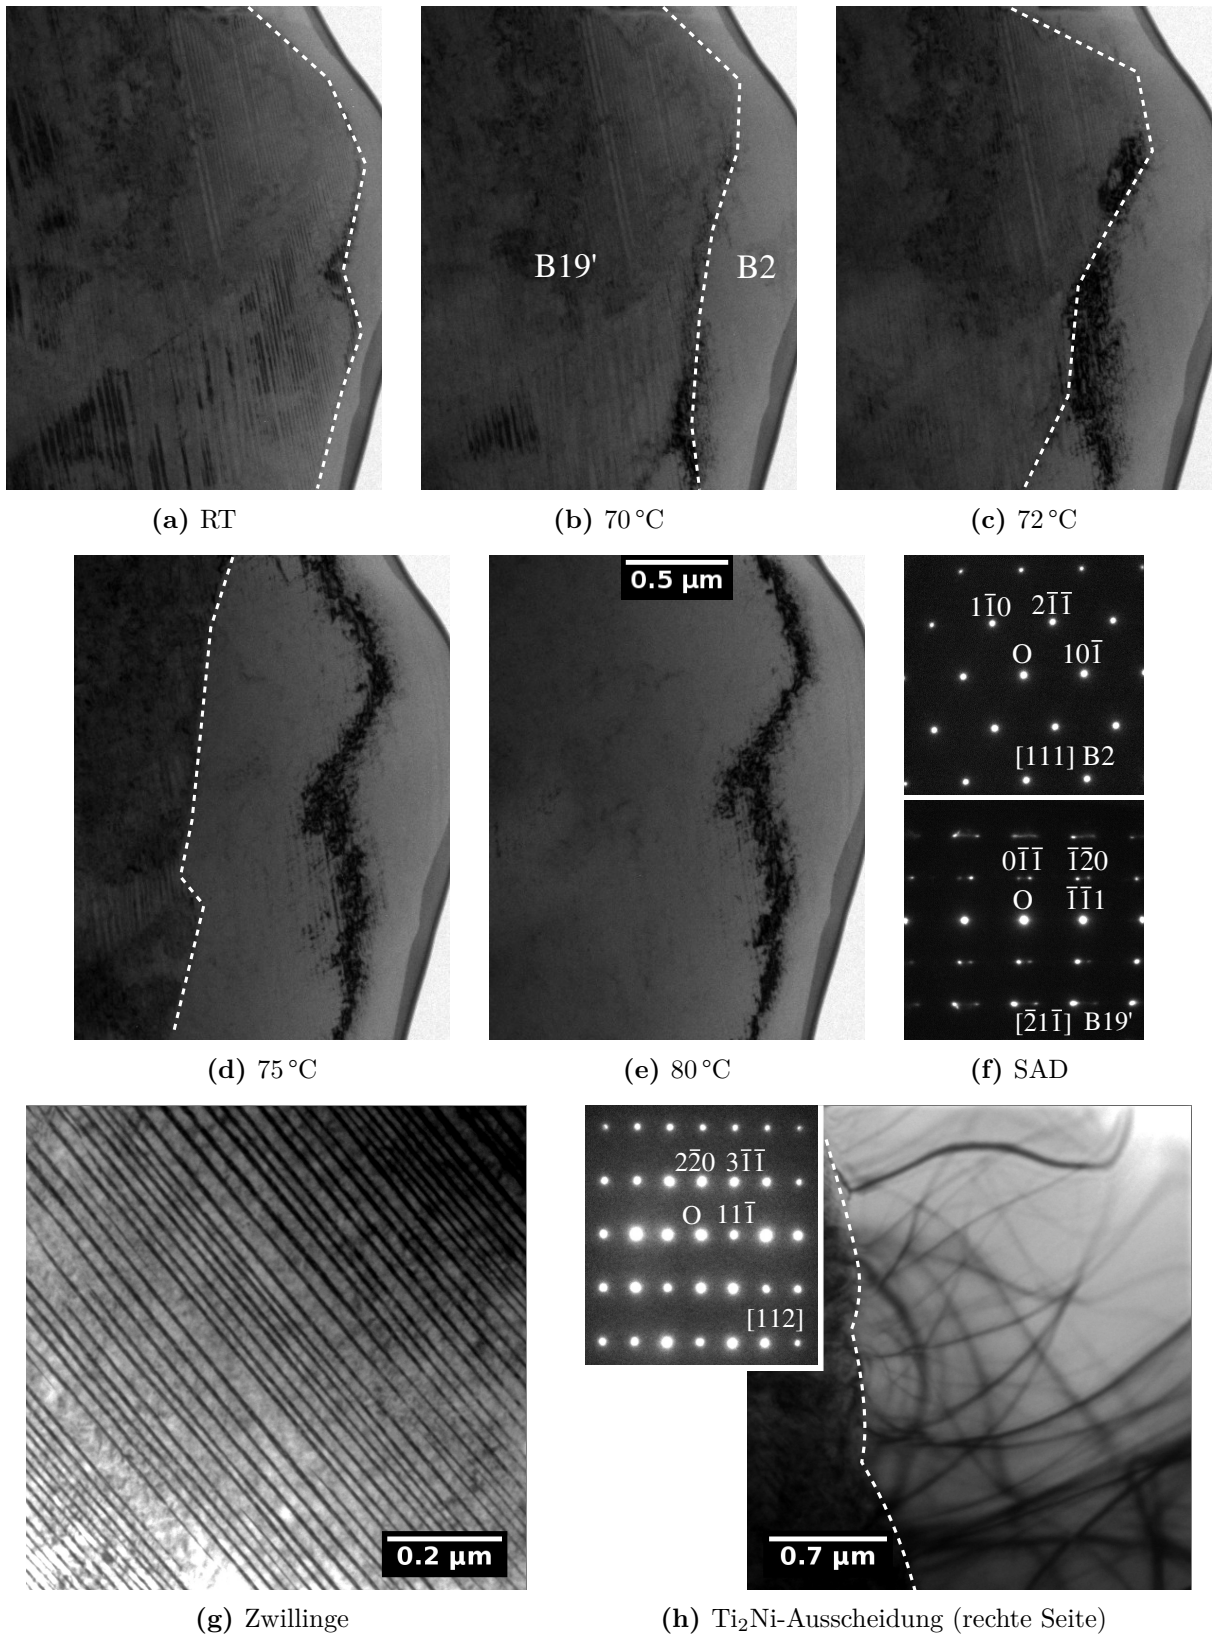 B19' B2
(a) RT (b) 70 °C (c) 72 °C
0.5 µm
11̅0 21̅1̅
O 101̅
[111] B2
01̅1̅ 1̅2̅0
O 1̅1̅1
[2̅11̅] B19'
(d) 75 °C (e) 80 °C (f) SAD
22̅0 31̅1̅
O 111̅
[112]
0.2 µm 0.7 µm
(g) Zwillinge (h) Ti₂Ni-Ausscheidung (rechte Seite)